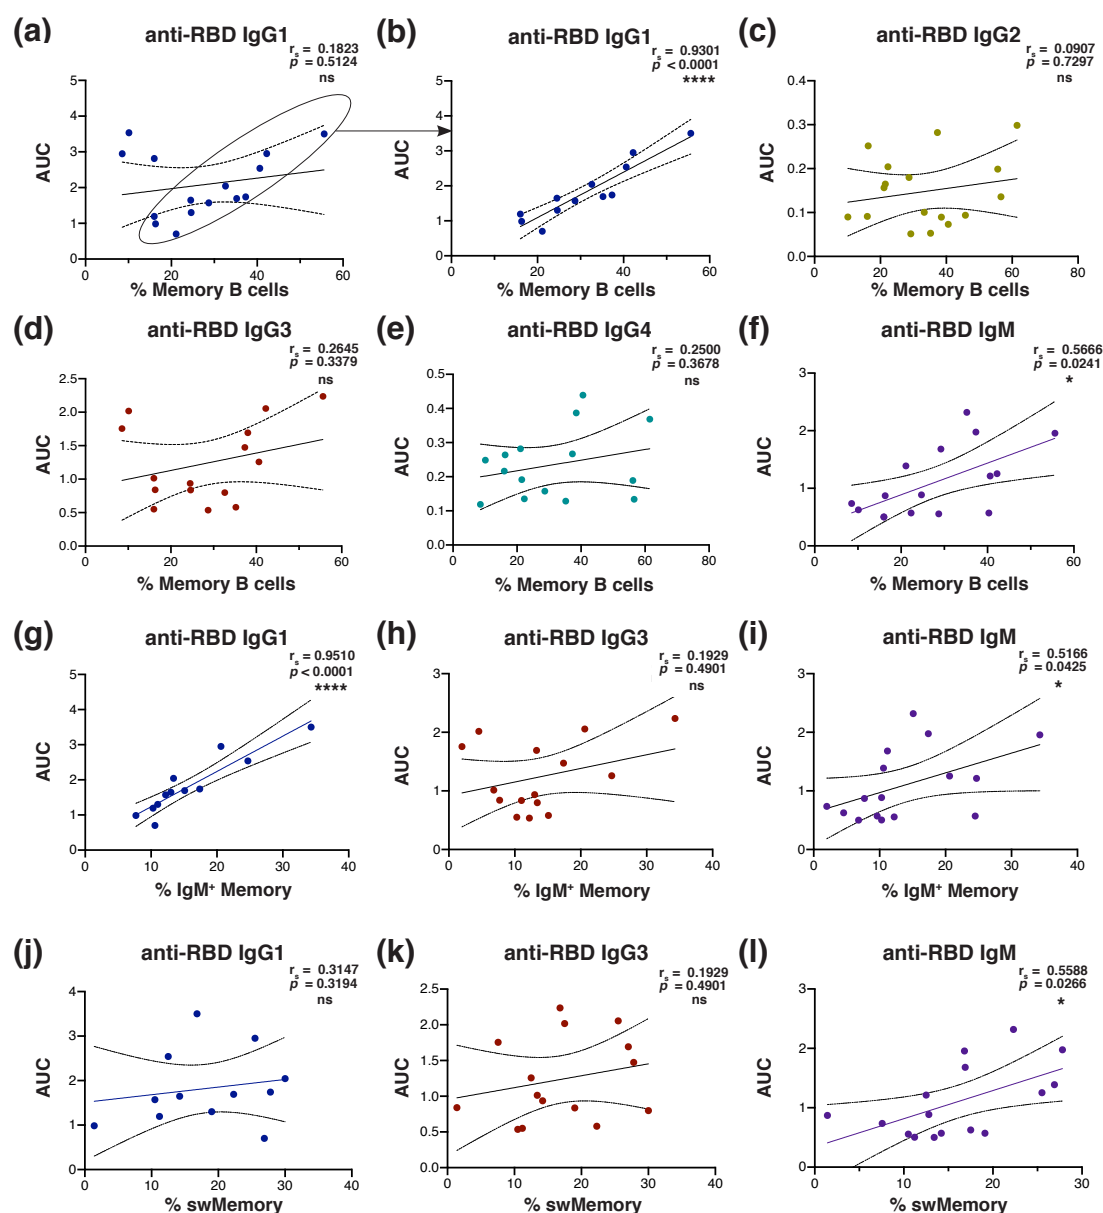 (a)
anti-RBD IgG1
rs = 0.1823
p = 0.5124
ns
5
4
3
2
1
0
AUC
0 20 40 60
% Memory B cells
(b)
anti-RBD IgG1
rs = 0.9301
p < 0.0001
****
5
4
3
2
1
0
AUC
0 20 40 60
% Memory B cells
(c)
anti-RBD IgG2
rs = 0.0907
p = 0.7297
ns
0.4
0.3
0.2
0.1
0.0
AUC
0 20 40 60 80
% Memory B cells
(d)
anti-RBD IgG3
rs = 0.2645
p = 0.3379
ns
2.5
2.0
1.5
1.0
0.5
0.0
AUC
0 20 40 60
% Memory B cells
(e)
anti-RBD IgG4
rs = 0.2500
p = 0.3678
ns
0.5
0.4
0.3
0.2
0.1
0.0
AUC
0 20 40 60 80
% Memory B cells
(f)
anti-RBD IgM
rs = 0.5666
p = 0.0241
*
3
2
1
0
AUC
0 20 40 60
% Memory B cells
(g)
anti-RBD IgG1
rs = 0.9510
p < 0.0001
****
5
4
3
2
1
0
AUC
0 10 20 30 40
% IgM+ Memory
(h)
anti-RBD IgG3
rs = 0.1929
p = 0.4901
ns
3
2
1
0
AUC
0 10 20 30 40
% IgM+ Memory
(i)
anti-RBD IgM
rs = 0.5166
p = 0.0425
*
3
2
1
0
AUC
0 10 20 30 40
% IgM+ Memory
(j)
anti-RBD IgG1
rs = 0.3147
p = 0.3194
ns
4
3
2
1
0
AUC
0 10 20 30 40
% swMemory
(k)
anti-RBD IgG3
rs = 0.1929
p = 0.4901
ns
2.5
2.0
1.5
1.0
0.5
0.0
AUC
0 10 20 30 40
% swMemory
(l)
anti-RBD IgM
rs = 0.5588
p = 0.0266
*
3
2
1
0
AUC
0 10 20 30
% swMemory